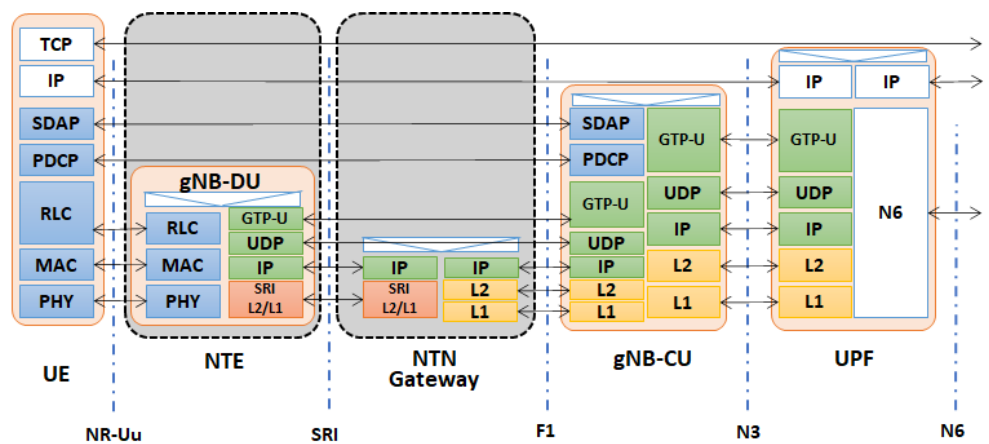 TCP
IP
SDAP
PDCP
RLC
MAC
PHY
UE
gNB-DU
RLC
MAC
PHY
GTP-U
UDP
IP
SRI
L2/L1
NTE
IP
SRI
L2/L1
IP
L2
L1
NTN
Gateway
SDAP
PDCP
GTP-U
UDP
IP
L2
L1
GTP-U
UDP
IP
L2
L1
gNB-CU
IP
IP
GTP-U
UDP
IP
L2
L1
N6
UPF
NR-Uu
SRI
F1
N3
N6